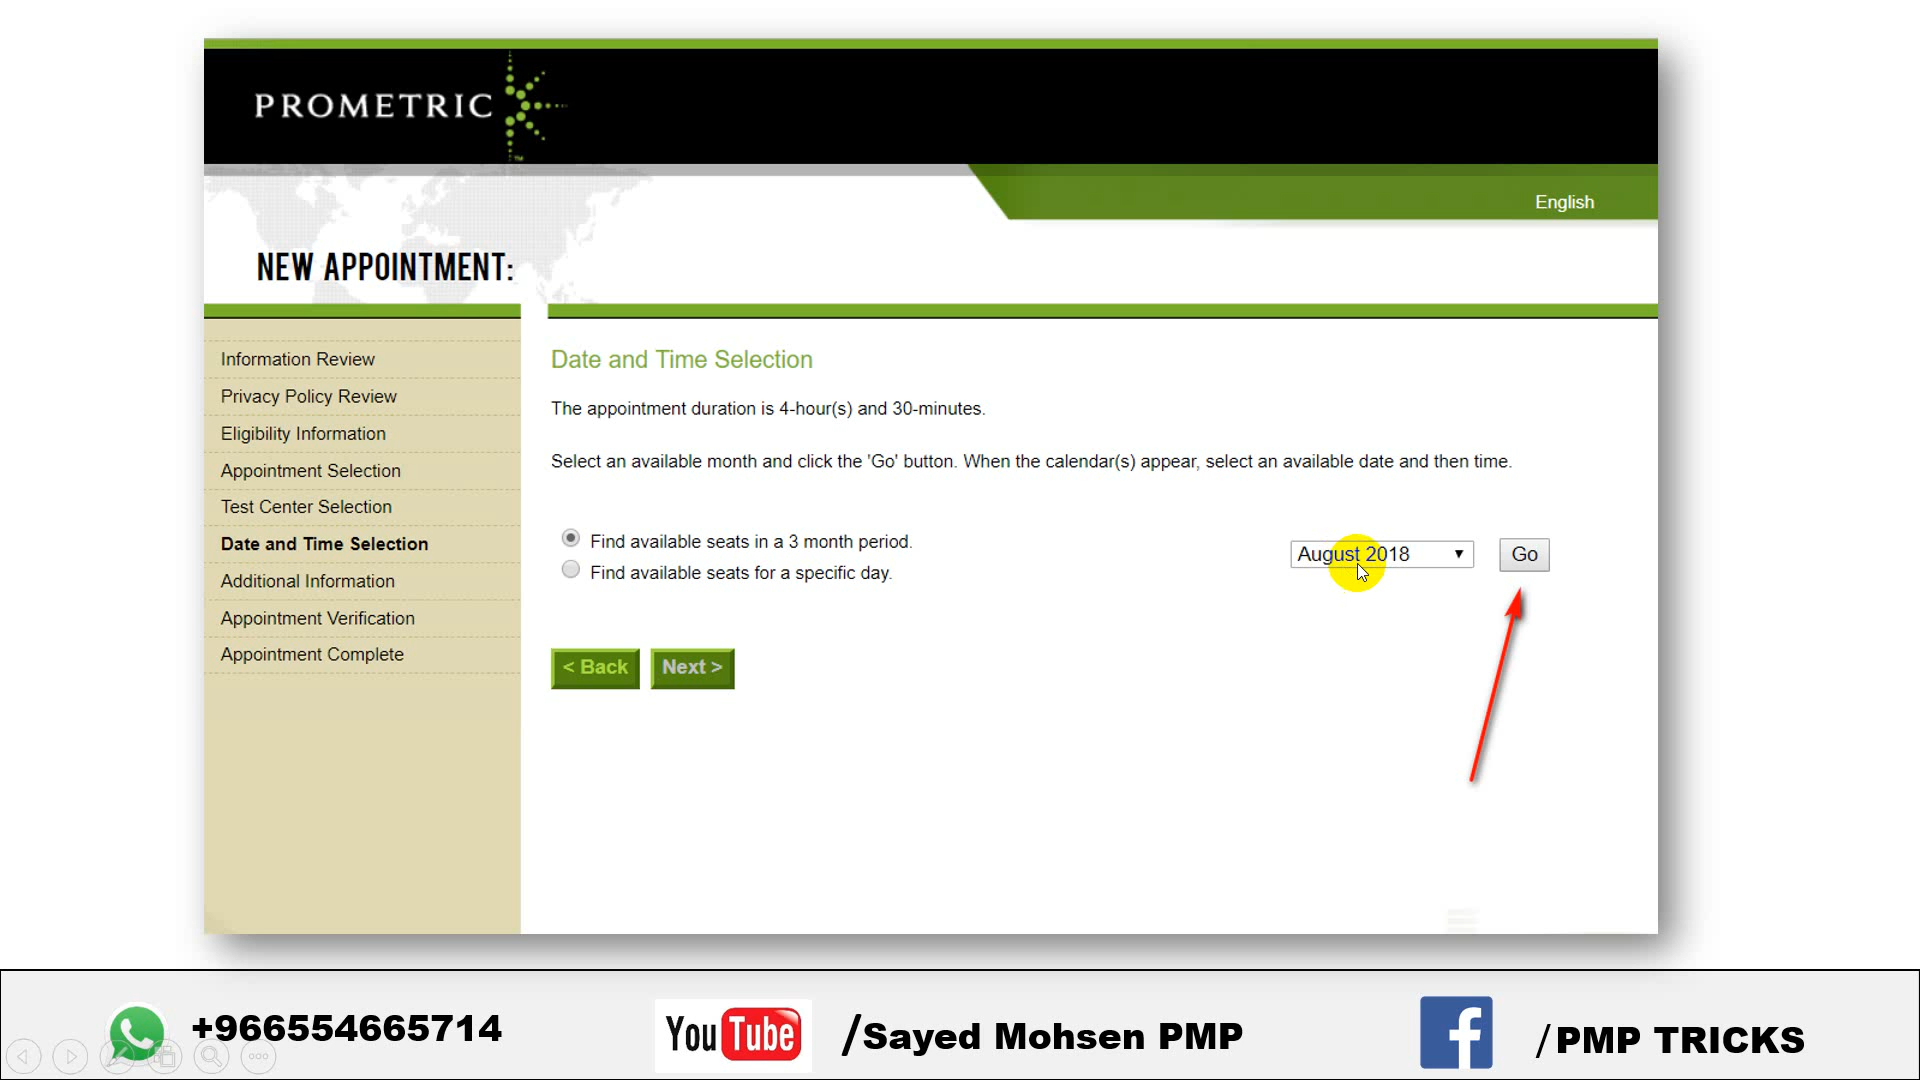 PROMETRIC
English
NEW APPOINTMENT:
Information Review
Privacy Policy Review
Eligibility Information
Appointment Selection
Test Center Selection
Date and Time Selection
Additional Information
Appointment Verification
Appointment Complete
Date and Time Selection
The appointment duration is 4-hour(s) and 30-minutes.
Select an available month and click the 'Go' button. When the calendar(s) appear, select an available date and then time.
Find available seats in a 3 month period.
Find available seats for a specific day.
August 2018
Go
< Back
Next >
+966554665714
YouTube
/Sayed Mohsen PMP
f
/PMP TRICKS